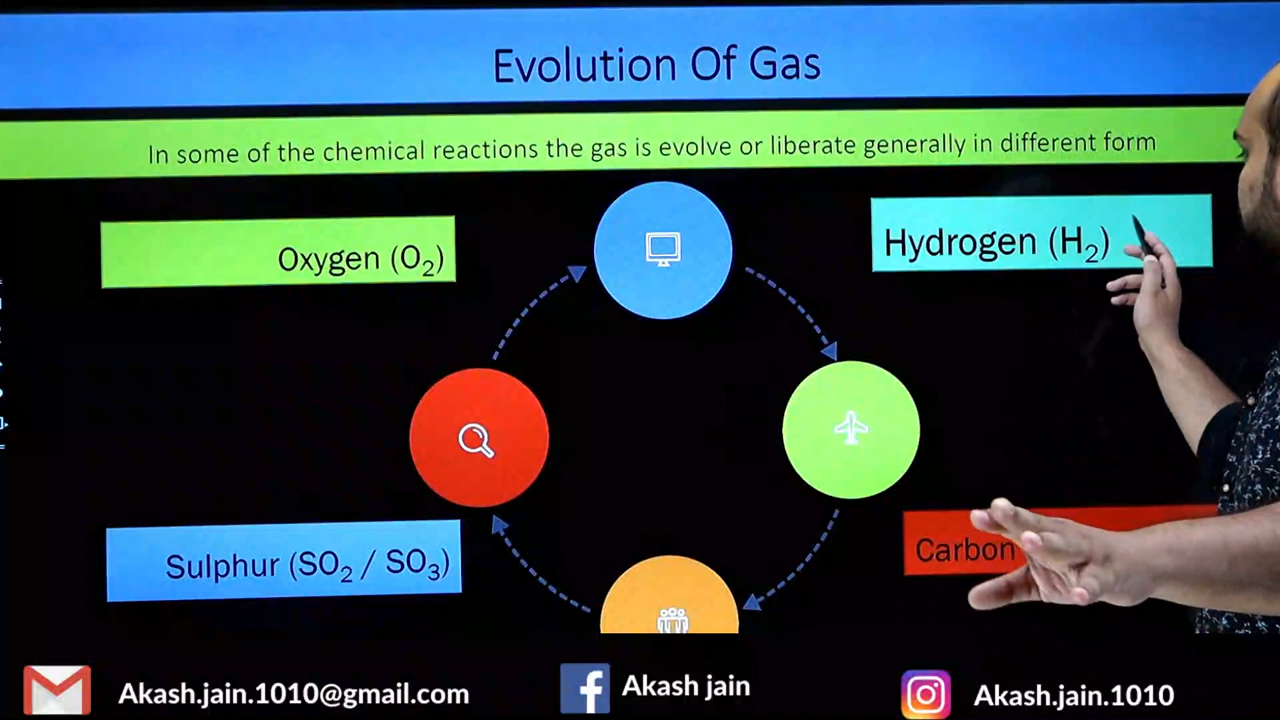 Evolution Of Gas
In some of the chemical reactions the gas is evolve or liberate generally in different form
Oxygen (O₂)
Hydrogen (H₂)
Sulphur (SO₂ / SO₃)
Carbon
Akash.jain.1010@gmail.com
Akash jain
Akash.jain.1010